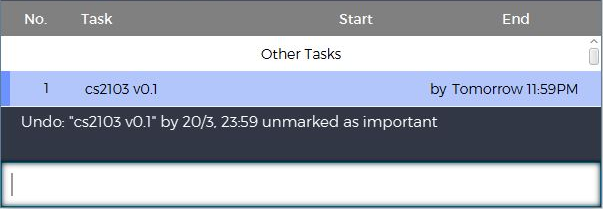 No. Task Start End
Other Tasks
1 cs2103 v0.1 by Tomorrow 11:59PM
Undo: "cs2103 v0.1" by 20/3, 23:59 unmarked as important